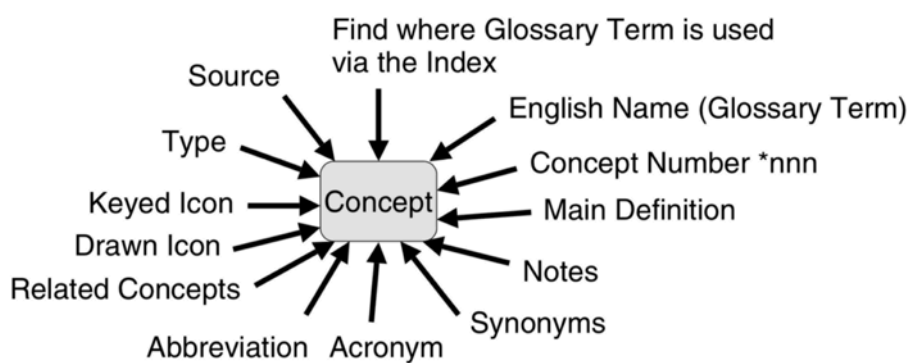 Find where Glossary Term is used
via the Index
Source
English Name (Glossary Term)
Type
Concept Number *nnn
Keyed Icon
Concept
Main Definition
Drawn Icon
Notes
Related Concepts
Synonyms
Abbreviation
Acronym